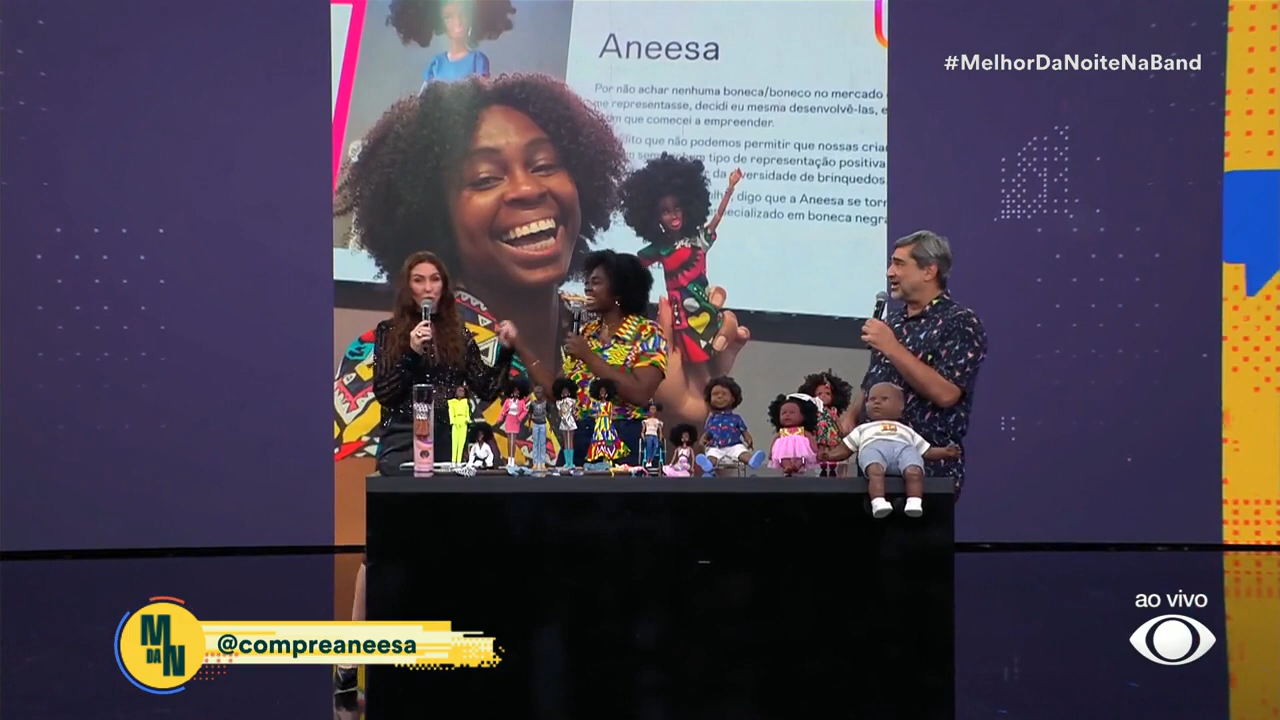 Aneesa
#MelhorDaNoiteNaBand
Por não achar nenhuma boneca/boneco no mercado
me representasse, decidi eu mesma desenvolvê-las, e
que comecei a empreender.
que não podemos permitir que nossas
tipo de representação positiva
da diversidade de brinquedos.
digo que a Aneesa se
especializado em boneca
ao vivo
M
DA
N
@compreaneesa